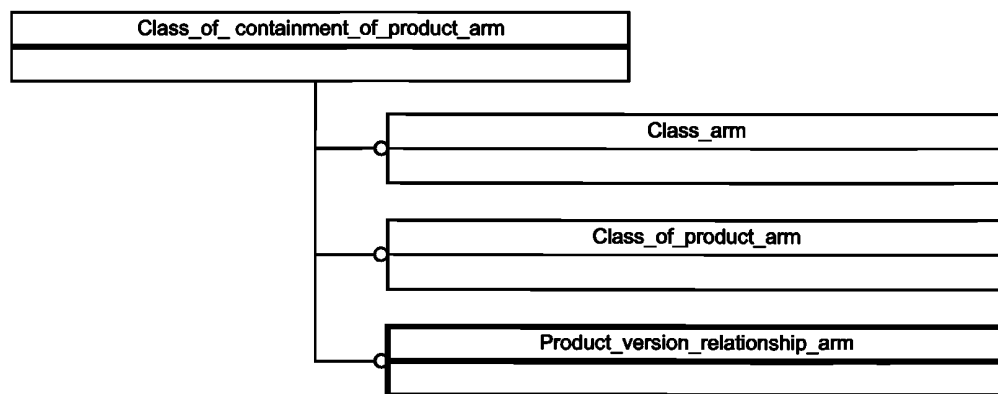 Class_of_ containment_of_product_arm
Class_arm
Class_of_product_arm
Product_version_relationship_arm